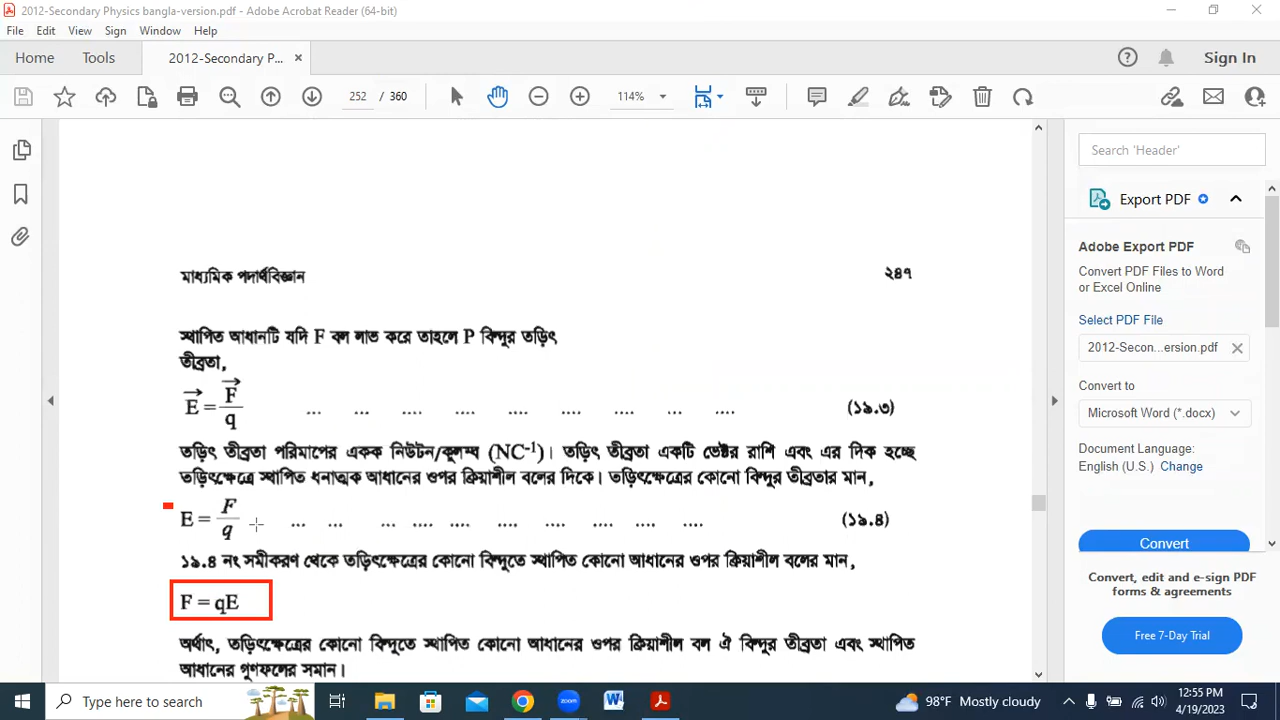 2012-Secondary Physics bangla-version.pdf - Adobe Acrobat Reader (64-bit)
File Edit View Sign Window Help
Home Tools 2012-Secondary P... × Sign In
252 / 360 114%
মাধ্যমিক পদার্থবিজ্ঞান ২৪৭
স্থাপিত আধানটি যদি F বল লাভ করে তাহলে P বিন্দুর তড়িৎ
তীব্রতা,
E = F/q ... ... .... .... .... .... .... ... .... (১৯.৩)
তড়িৎ তীব্রতা পরিমাপের একক নিউটন/কুলম্ব (NC⁻¹)। তড়িৎ তীব্রতা একটি ভেক্টর রাশি এবং এর দিক হচ্ছে
তড়িৎক্ষেত্রে স্থাপিত ধনাত্মক আধানের ওপর ক্রিয়াশীল বলের দিকে। তড়িৎক্ষেত্রের কোনো বিন্দুর তীব্রতার মান,
E = F/q ... ... ... .... .... .... .... .... .... .... (১৯.৪)
১৯.৪ নং সমীকরণ থেকে তড়িৎক্ষেত্রের কোনো বিন্দুতে স্থাপিত কোনো আধানের ওপর ক্রিয়াশীল বলের মান,
F = qE
অর্থাৎ, তড়িৎক্ষেত্রের কোনো বিন্দুতে স্থাপিত কোনো আধানের ওপর ক্রিয়াশীল বল ঐ বিন্দুর তীব্রতা এবং স্থাপিত
আধানের গুণফলের সমান।
Search 'Header'
Export PDF
Adobe Export PDF
Convert PDF Files to Word
or Excel Online
Select PDF File
2012-Secon...ersion.pdf ×
Convert to
Microsoft Word (*.docx)
Document Language:
English (U.S.) Change
Convert
Convert, edit and e-sign PDF
forms & agreements
Free 7-Day Trial
Type here to search
zoom
98°F Mostly cloudy
12:55 PM
4/19/2023